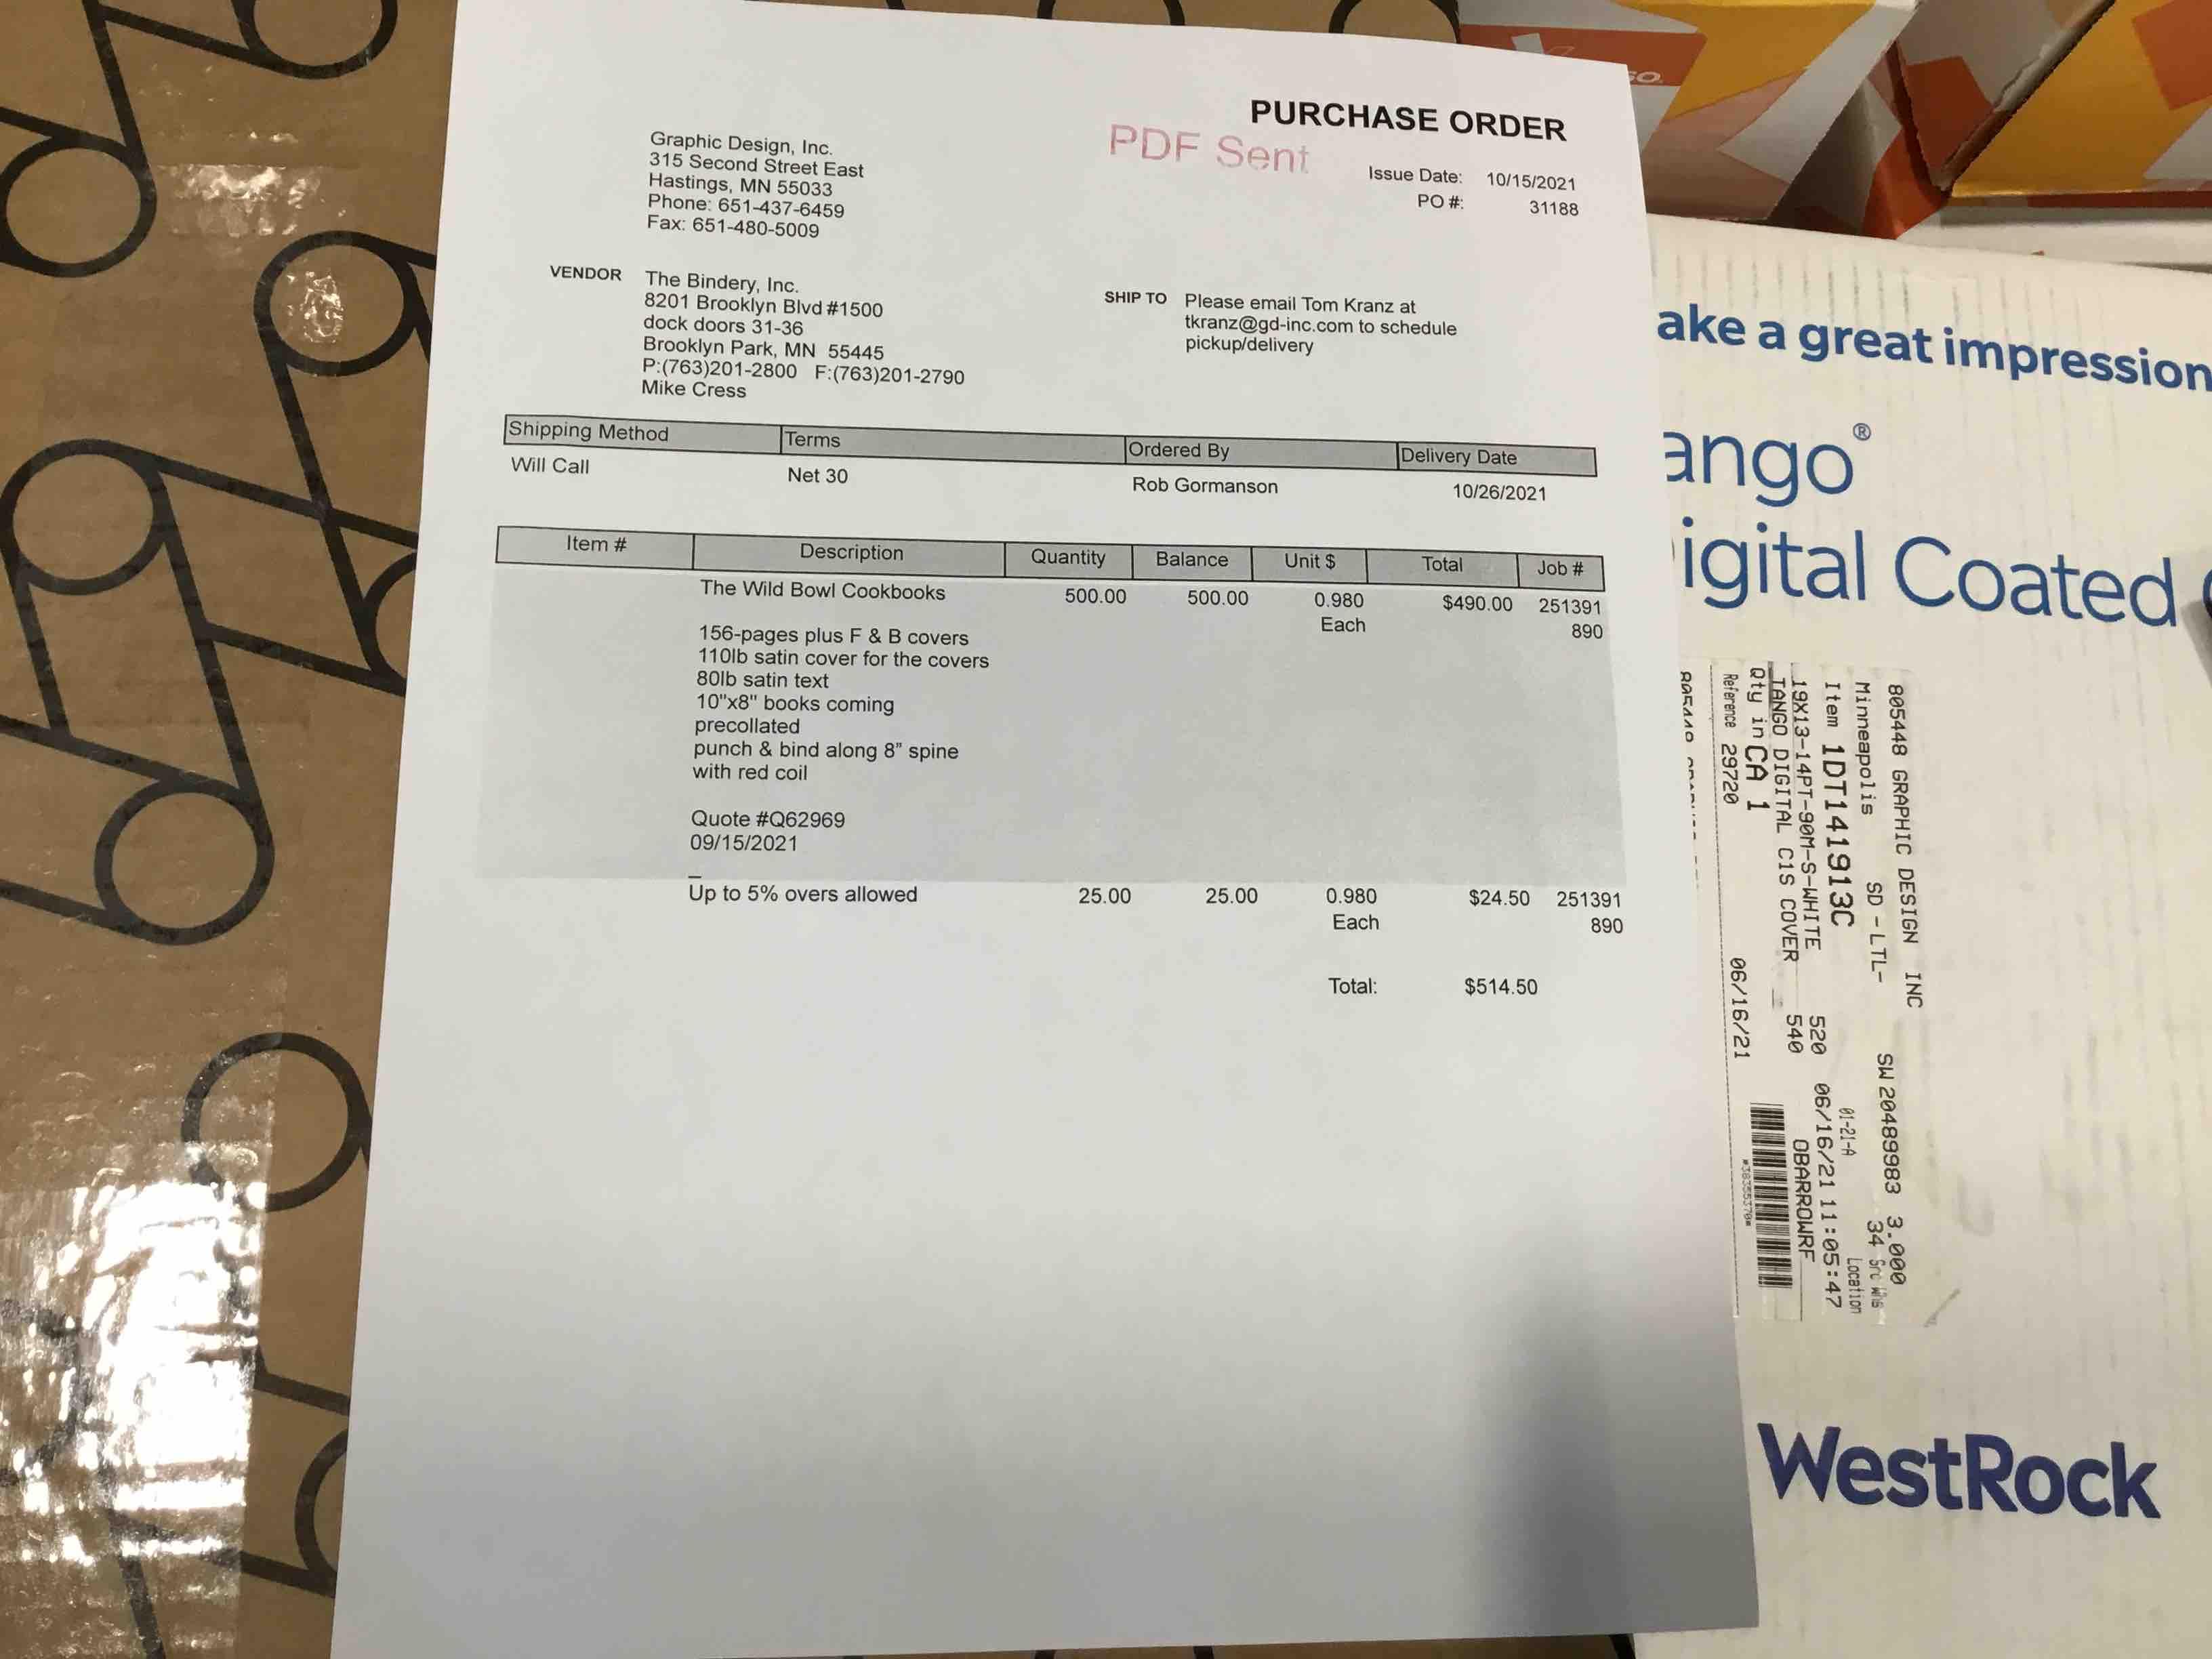 PURCHASE ORDER
PDF Sent
Issue Date: 10/15/2021
PO #: 31188
Graphic Design, Inc.
315 Second Street East
Hastings, MN 55033
Phone: 651-437-6459
Fax: 651-480-5009
VENDOR The Bindery, Inc.
8201 Brooklyn Blvd #1500
dock doors 31-36
Brooklyn Park, MN 55445
P:(763)201-2800 F:(763)201-2790
Mike Cress
SHIP TO Please email Tom Kranz at
tkranz@gd-inc.com to schedule
pickup/delivery
Shipping Method Terms Ordered By Delivery Date
Will Call Net 30 Rob Gormanson 10/26/2021
Item # Description Quantity Balance Unit $ Total Job #
The Wild Bowl Cookbooks 500.00 500.00 0.980 $490.00 251391
Each 890
156-pages plus F & B covers
110lb satin cover for the covers
80lb satin text
10"x8" books coming
precollated
punch & bind along 8" spine
with red coil
Quote #Q62969
09/15/2021
_
Up to 5% overs allowed 25.00 25.00 0.980 $24.50 251391
Each 890
Total: $514.50
ake a great impression
ango®
igital Coated
805448 GRAPHIC DESIGN INC SW 20489983 3.000
Minneapolis SD -LTL- 34 Src Whs
Item 1DT141913C 01-21-A Location
19X13-14PT-90M-S-WHITE 520 06/16/21 11:05:47
TANGO DIGITAL C1S COVER 540 OBARROWRF
Qty in CA 1
Reference 29720 06/16/21
WestRock